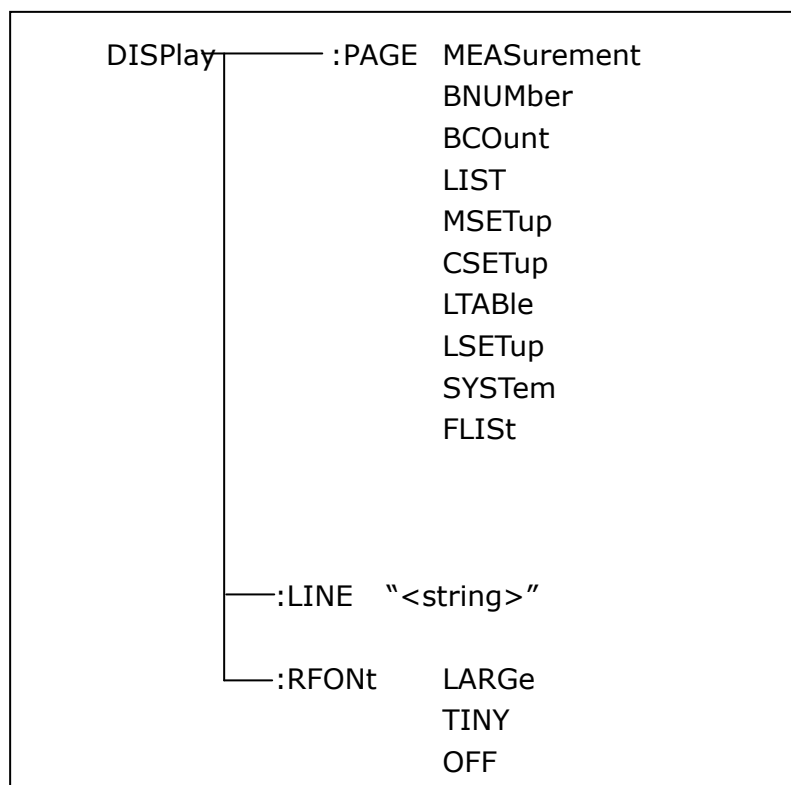 DISPlay :PAGE MEASurement
BNUMber
BCOunt
LIST
MSETup
CSETup
LTABle
LSETup
SYSTem
FLISt
:LINE “<string>”
:RFONt LARGe
TINY
OFF